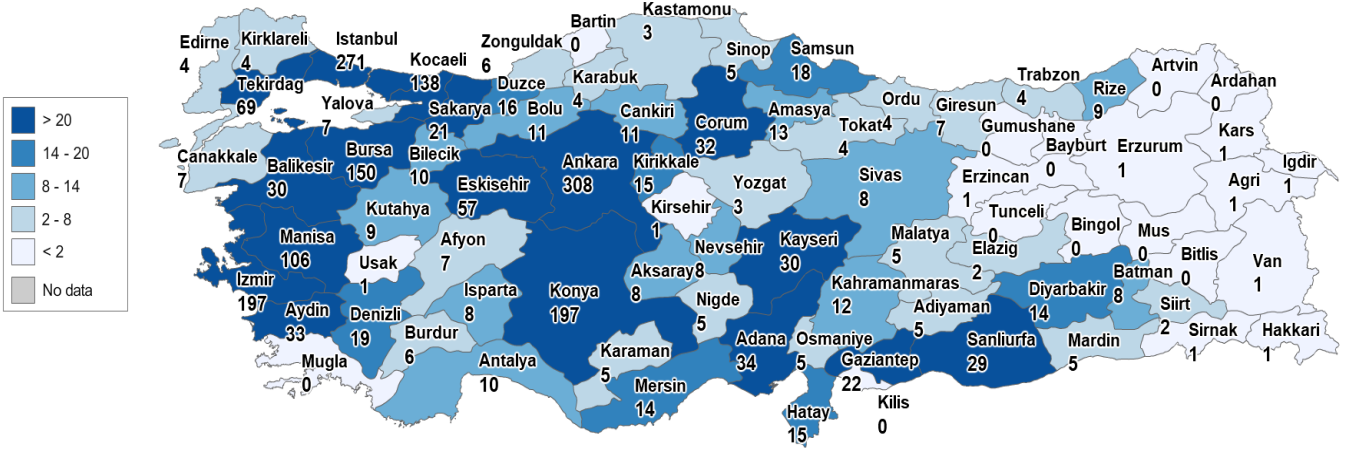 > 20
14 - 20
8 - 14
2 - 8
< 2
No data
Edirne
4
Kirklareli
4
Istanbul
271
Tekirdag
69
Kocaeli
138
Yalova
7
Sakarya
21
Zonguldak
6
Duzce
16
Bartin
0
Karabuk
4
Kastamonu
3
Sinop
5
Samsun
18
Bolu
11
Cankiri
11
Corum
32
Amasya
13
Tokat
4
Ordu
4
Giresun
7
Trabzon
4
Rize
9
Artvin
0
Ardahan
0
Gumushane
0
Bayburt
0
Erzurum
1
Kars
1
Igdir
1
Agri
1
Canakkale
7
Balikesir
30
Bursa
150
Bilecik
10
Eskisehir
57
Ankara
308
Kirikkale
15
Kirsehir
1
Yozgat
3
Sivas
8
Erzincan
1
Tunceli
0
Bingol
0
Mus
0
Bitlis
0
Van
1
Kutahya
9
Manisa
106
Usak
1
Afyon
7
Izmir
197
Aydin
33
Denizli
19
Isparta
8
Burdur
6
Mugla
0
Antalya
10
Konya
197
Aksaray
8
Nevsehir
8
Nigde
5
Kayseri
30
Karaman
5
Mersin
14
Adana
34
Kahramanmaras
12
Malatya
5
Elazig
2
Adiyaman
5
Diyarbakir
14
Batman
8
Siirt
2
Sirnak
1
Hakkari
1
Mardin
5
Sanliurfa
29
Osmaniye
5
Gaziantep
22
Kilis
0
Hatay
15